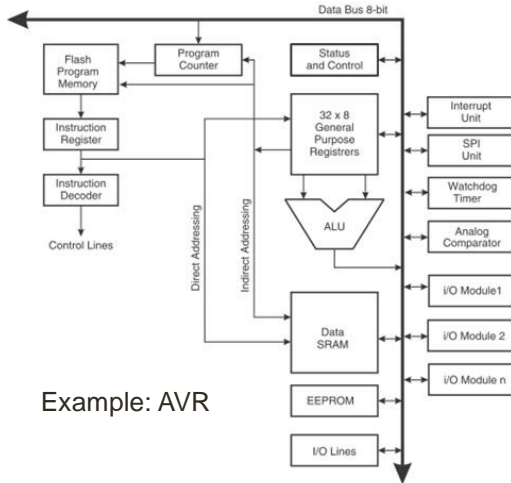 Data Bus 8-bit
Flash
Program
Memory
Program
Counter
Status
and Control
Instruction
Register
32 x 8
General
Purpose
Registrers
Interrupt
Unit
SPI
Unit
Instruction
Decoder
Watchdog
Timer
Control Lines
Direct Addressing
Indirect Addressing
ALU
Analog
Comparator
i/O Module1
Data
SRAM
i/O Module 2
i/O Module n
Example: AVR
EEPROM
I/O Lines